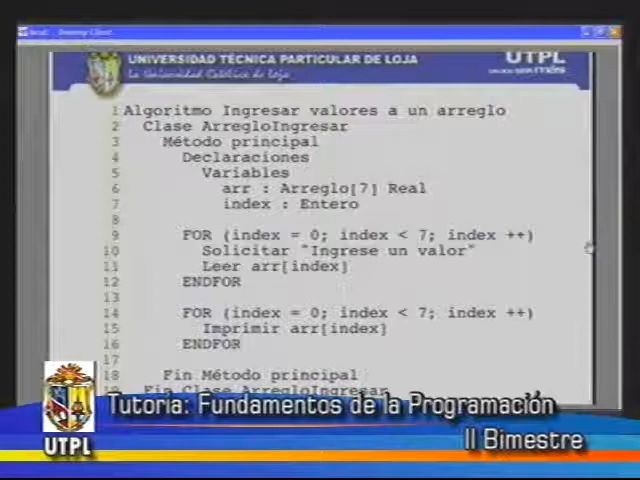 UNIVERSIDAD TÉCNICA PARTICULAR DE LOJA
La Universidad Católica de Loja
UTPL
1 Algoritmo Ingresar valores a un arreglo
2 Clase ArregloIngresar
3 Método principal
4 Declaraciones
5 Variables
6 arr : Arreglo[7] Real
7 index : Entero
8
9 FOR (index = 0; index < 7; index ++)
10 Solicitar "Ingrese un valor"
11 Leer arr[index]
12 ENDFOR
13
14 FOR (index = 0; index < 7; index ++)
15 Imprimir arr[index]
16 ENDFOR
17
18 Fin Método principal
19 Fin Clase ArregloIngresar
Tutoria: Fundamentos de la Programación
II Bimestre
UTPL